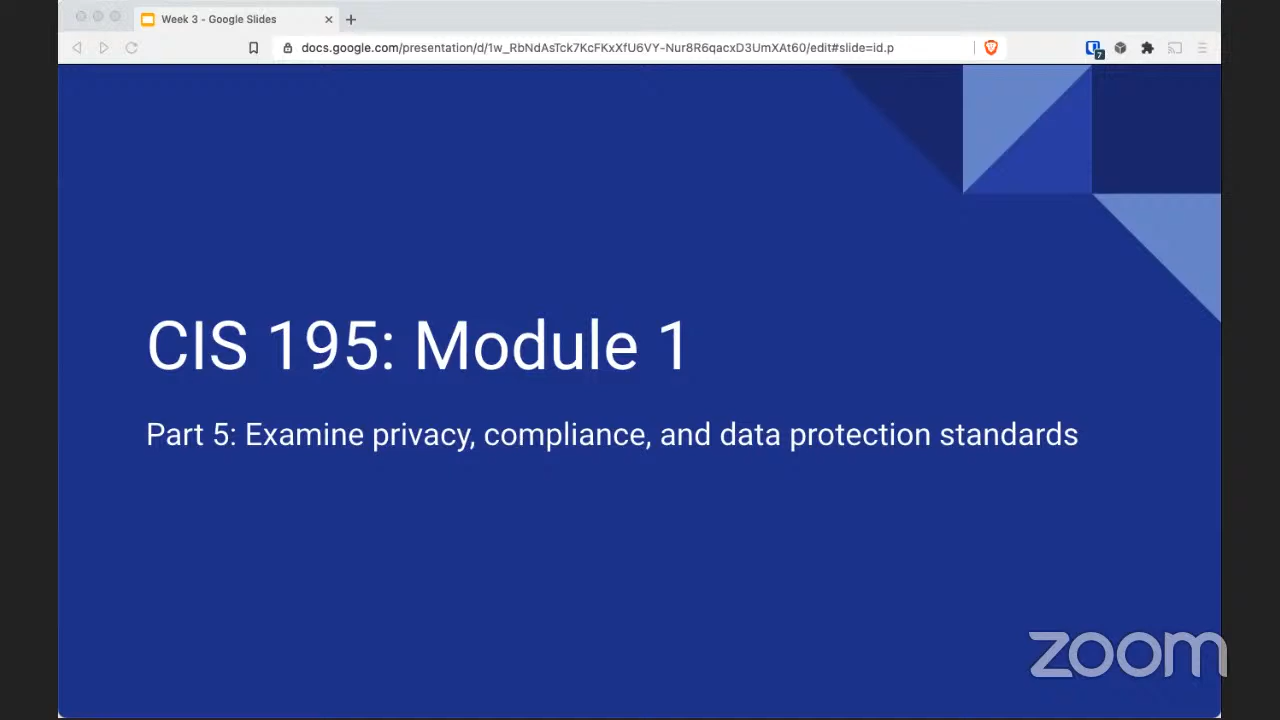 Week 3 - Google Slides
docs.google.com/presentation/d/1w_RbNdAsTck7KcFKxXfU6VY-Nur8R6qacxD3UmXAt60/edit#slide=id.p
7
CIS 195: Module 1
Part 5: Examine privacy, compliance, and data protection standards
zoom